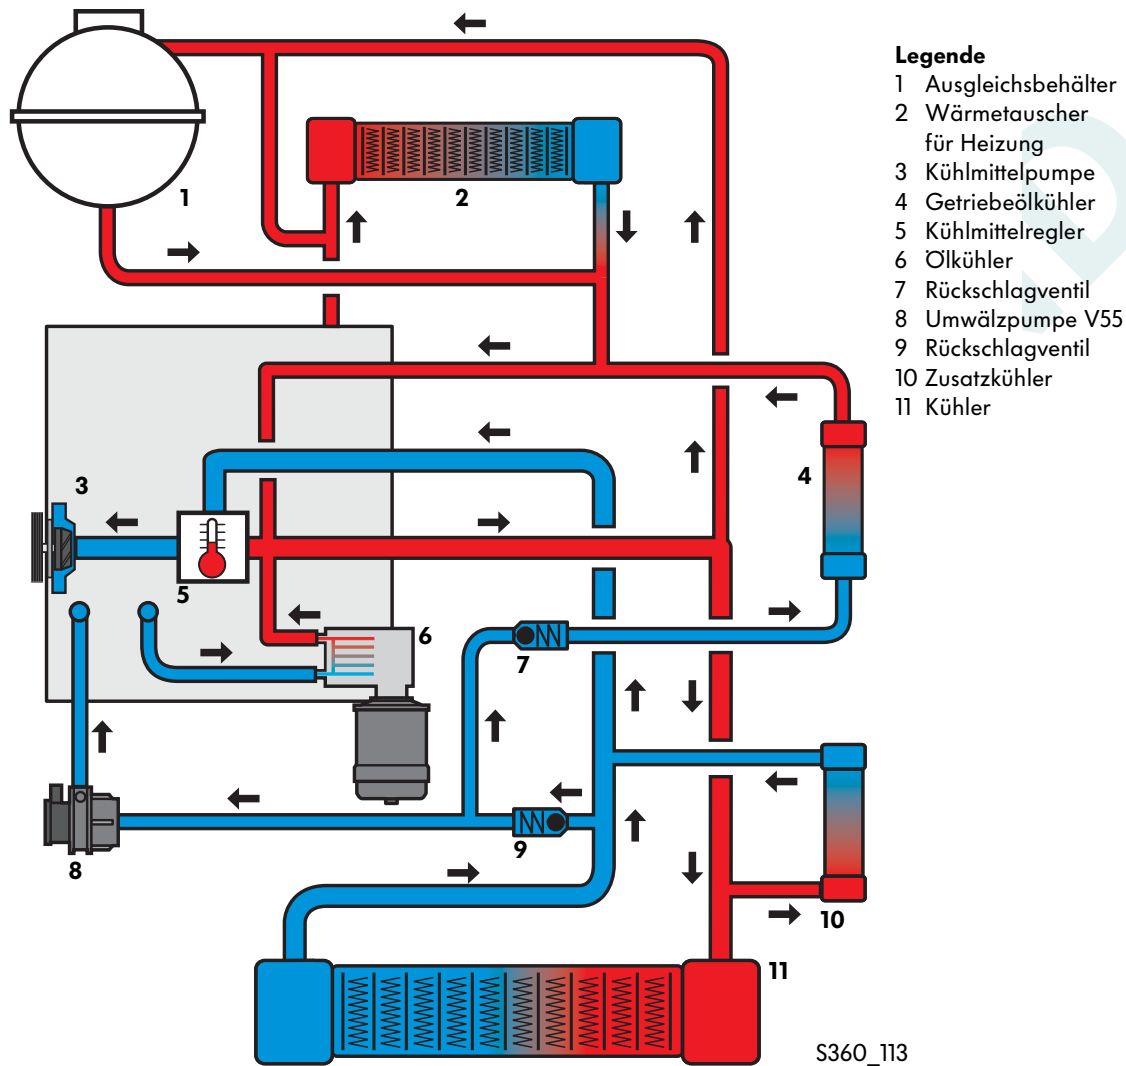 Legende
1 Ausgleichsbehälter
2 Wärmetauscher
für Heizung
3 Kühlmittelpumpe
4 Getriebeölkühler
5 Kühlmittelregler
6 Ölkühler
7 Rückschlagventil
8 Umwälzpumpe V55
9 Rückschlagventil
10 Zusatzkühler
11 Kühler
1
2
3
4
5
6
7
8
9
10
11
S360_113